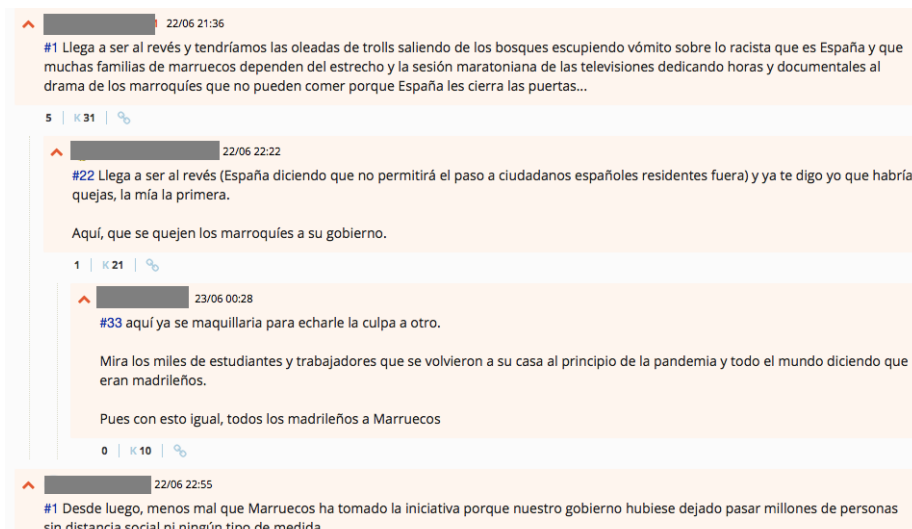 22/06 21:36
#1 Llega a ser al revés y tendríamos las oleadas de trolls saliendo de los bosques escupiendo vómito sobre lo racista que es España y que
muchas familias de marruecos dependen del estrecho y la sesión maratoniana de las televisiones dedicando horas y documentales al
drama de los marroquíes que no pueden comer porque España les cierra las puertas...
5 K 31
22/06 22:22
#22 Llega a ser al revés (España diciendo que no permitirá el paso a ciudadanos españoles residentes fuera) y ya te digo yo que habría
quejas, la mía la primera.
Aquí, que se quejen los marroquíes a su gobierno.
1 K 21
23/06 00:28
#33 aquí ya se maquillaria para echarle la culpa a otro.
Mira los miles de estudiantes y trabajadores que se volvieron a su casa al principio de la pandemia y todo el mundo diciendo que
eran madrileños.
Pues con esto igual, todos los madrileños a Marruecos
0 K 10
22/06 22:55
#1 Desde luego, menos mal que Marruecos ha tomado la iniciativa porque nuestro gobierno hubiese dejado pasar millones de personas
sin distancia social ni ningún tipo de medida